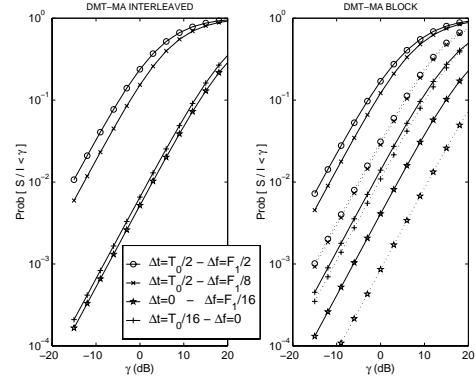 DMT−MA INTERLEAVED
DMT−MA BLOCK
10^0
10^−1
10^−2
10^−3
10^−4
Prob [ S / I < γ ]
−20 −10 0 10 20
γ (dB)
Δt=T_0/2 − Δf=F_1/2
Δt=T_0/2 − Δf=F_1/8
Δt=0 − Δf=F_1/16
Δt=T_0/16 − Δf=0
10^0
10^−1
10^−2
10^−3
10^−4
−20 −10 0 10 20
γ (dB)